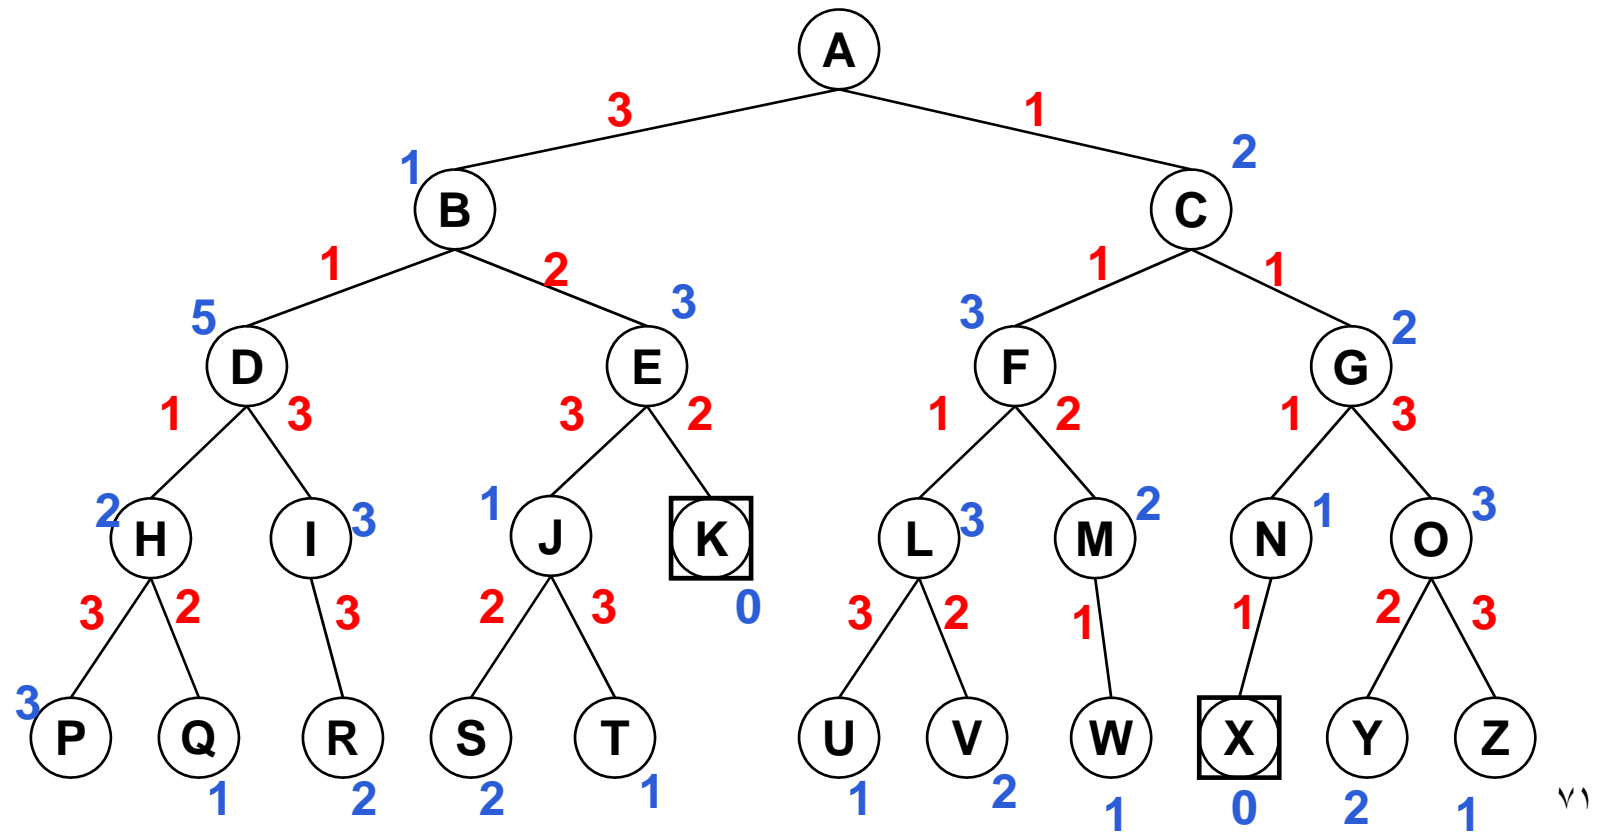 A
3 1
1 2
B C
1 2 1 1
5 3 3 2
D E F G
1 3 3 2 1 2 1 3
2 H I 3 1 J K L 3 M 2 N 1 O 3
3 2 3 2 3 0 3 2 1 1 2 3
3 P Q R S T U V W X Y Z
1 2 2 1 1 2 1 0 2 1
۷۱